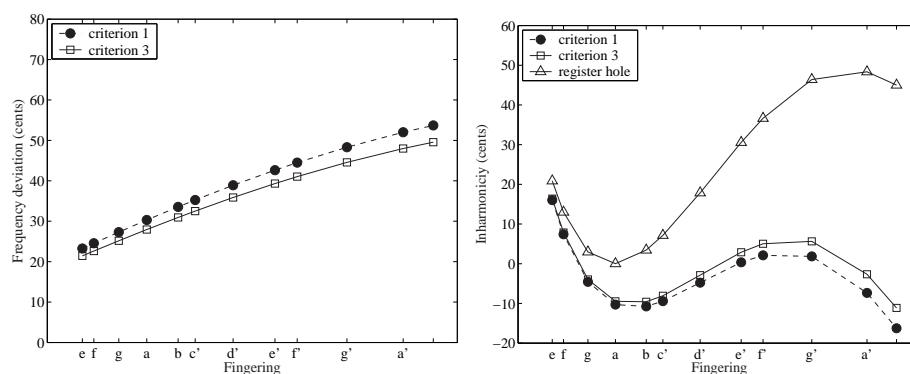 criterion 1
criterion 3
Frequency deviation (cents)
80
70
60
50
40
30
20
10
0
e f g a b c' d' e' f' g' a'
Fingering
criterion 1
criterion 3
register hole
Inharmoniciy (cents)
60
50
40
30
20
10
0
−10
−20
e f g a b c' d' e' f' g' a'
Fingering